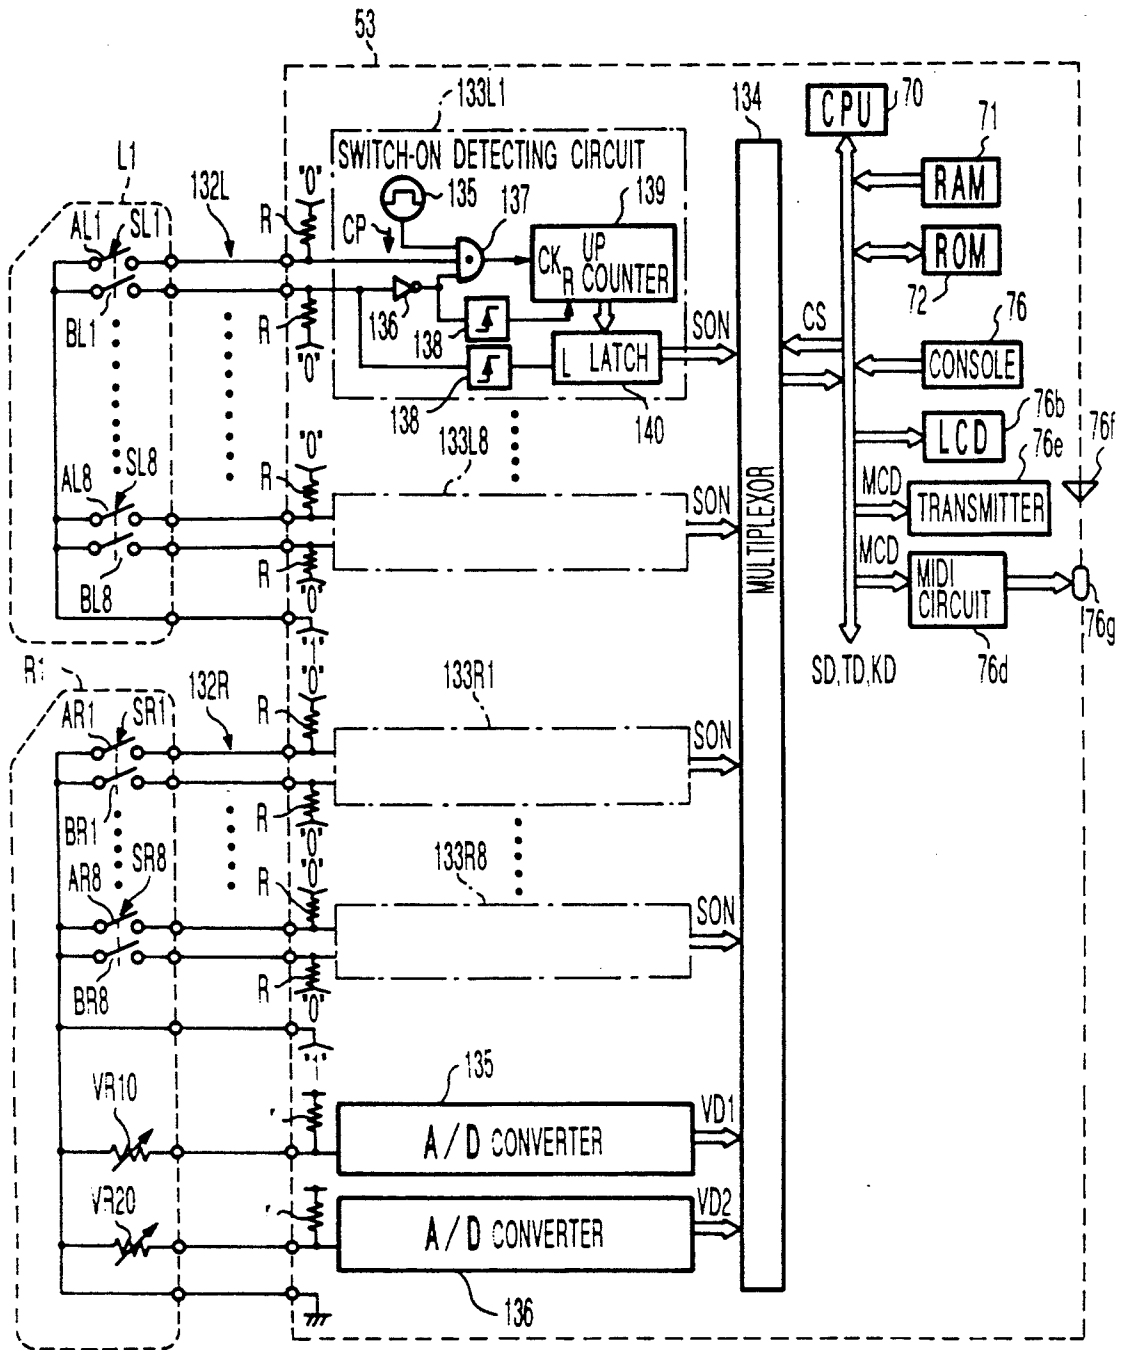 53
133L1
134
CPU
70
71
RAM
ROM
72
76
CONSOLE
LCD
76b
76e
76f
TRANSMITTER
MCD
MCD
MIDI
CIRCUIT
76d
76g
SD,TD,KD
CS
MULTIPLEXOR
SWITCH-ON DETECTING CIRCUIT
135
137
139
CP
CK
R
UP
COUNTER
136
138
138
L LATCH
140
SON
L1
132L
AL1
SL1
BL1
"0"
R
R
"0"
133L8
AL8
SL8
BL8
"0"
R
R
"0"
"1"
SON
R1
132R
AR1
SR1
BR1
"0"
R
R
"0"
133R1
SON
AR8
SR8
BR8
"0"
R
R
"0"
"1"
133R8
SON
VR10
r
135
A/D CONVERTER
VD1
VR20
r
A/D CONVERTER
VD2
136